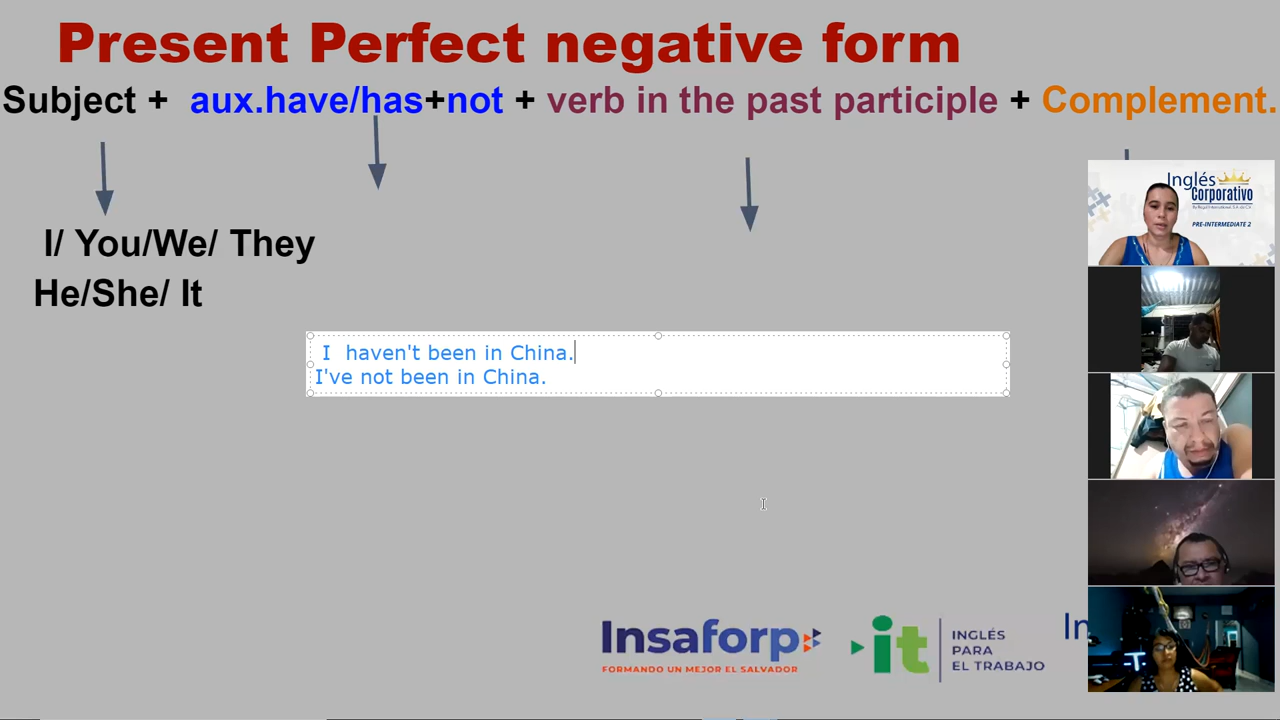 Present Perfect negative form
Subject + aux.have/has+not + verb in the past participle + Complement.
I/ You/We/ They
He/She/ It
I haven't been in China.
I've not been in China.
Inglés
Corporativo
PRE-INTERMEDIATE 2
Insaforp
FORMANDO UN MEJOR EL SALVADOR
it
INGLÉS
PARA
EL TRABAJO
In